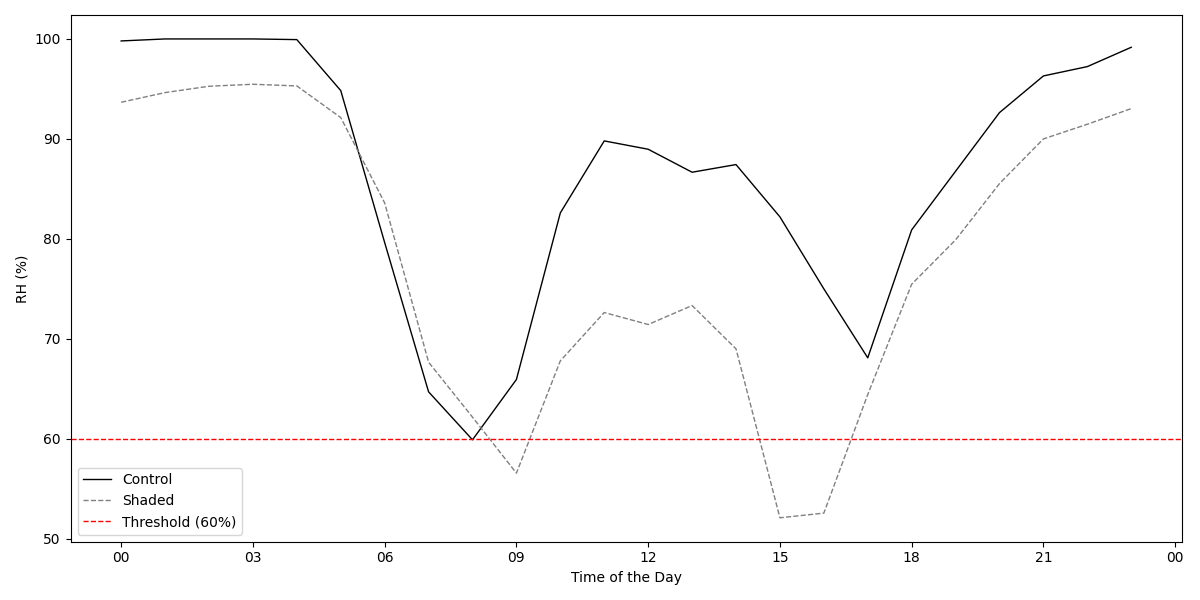 100
90
80
70
60
50
RH (%)
Control
Shaded
Threshold (60%)
00 03 06 09 12 15 18 21 00
Time of the Day